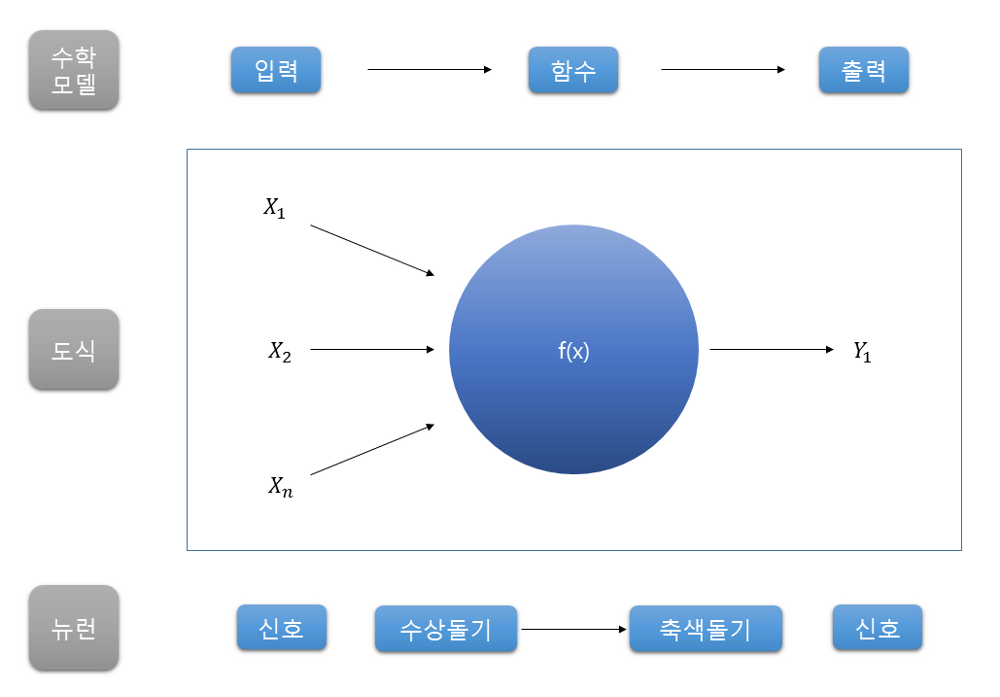 수학
모델
입력
함수
출력
도식
X₁
X₂
Xₙ
f(x)
Y₁
뉴런
신호
수상돌기
축색돌기
신호